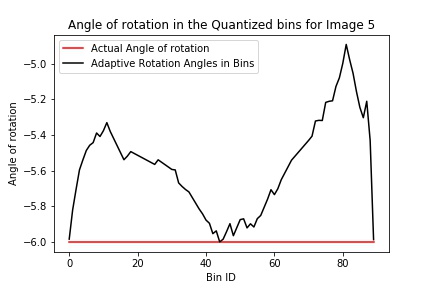 Angle of rotation in the Quantized bins for Image 5
Actual Angle of rotation
Adaptive Rotation Angles in Bins
Angle of rotation
−5.0
−5.2
−5.4
−5.6
−5.8
−6.0
0 20 40 60 80
Bin ID